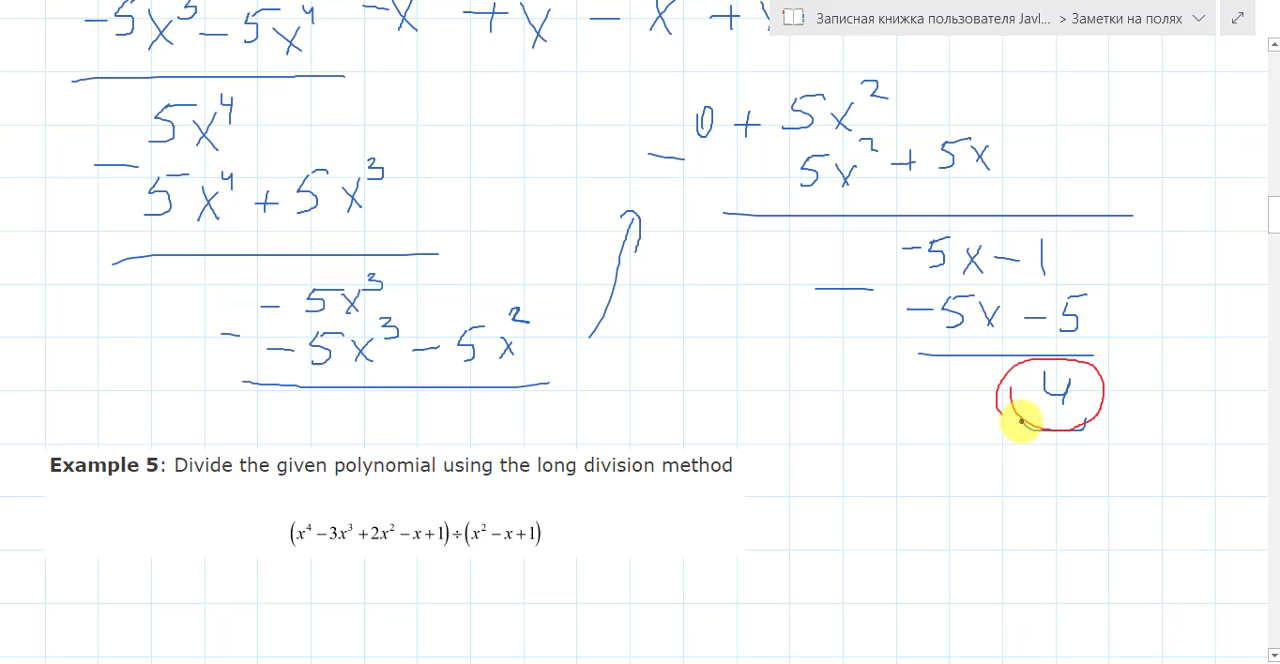 Записная книжка пользователя Javl... > Заметки на полях
-5x³ - 5x⁴ -x + x - x +
5x⁴
- 5x⁴ + 5x³
- 5x³
- - 5x³ - 5x²
0 + 5x²
- 5x² + 5x
-5x - 1
- -5x - 5
4
Example 5: Divide the given polynomial using the long division method
(x⁴ - 3x³ + 2x² - x + 1) ÷ (x² - x + 1)